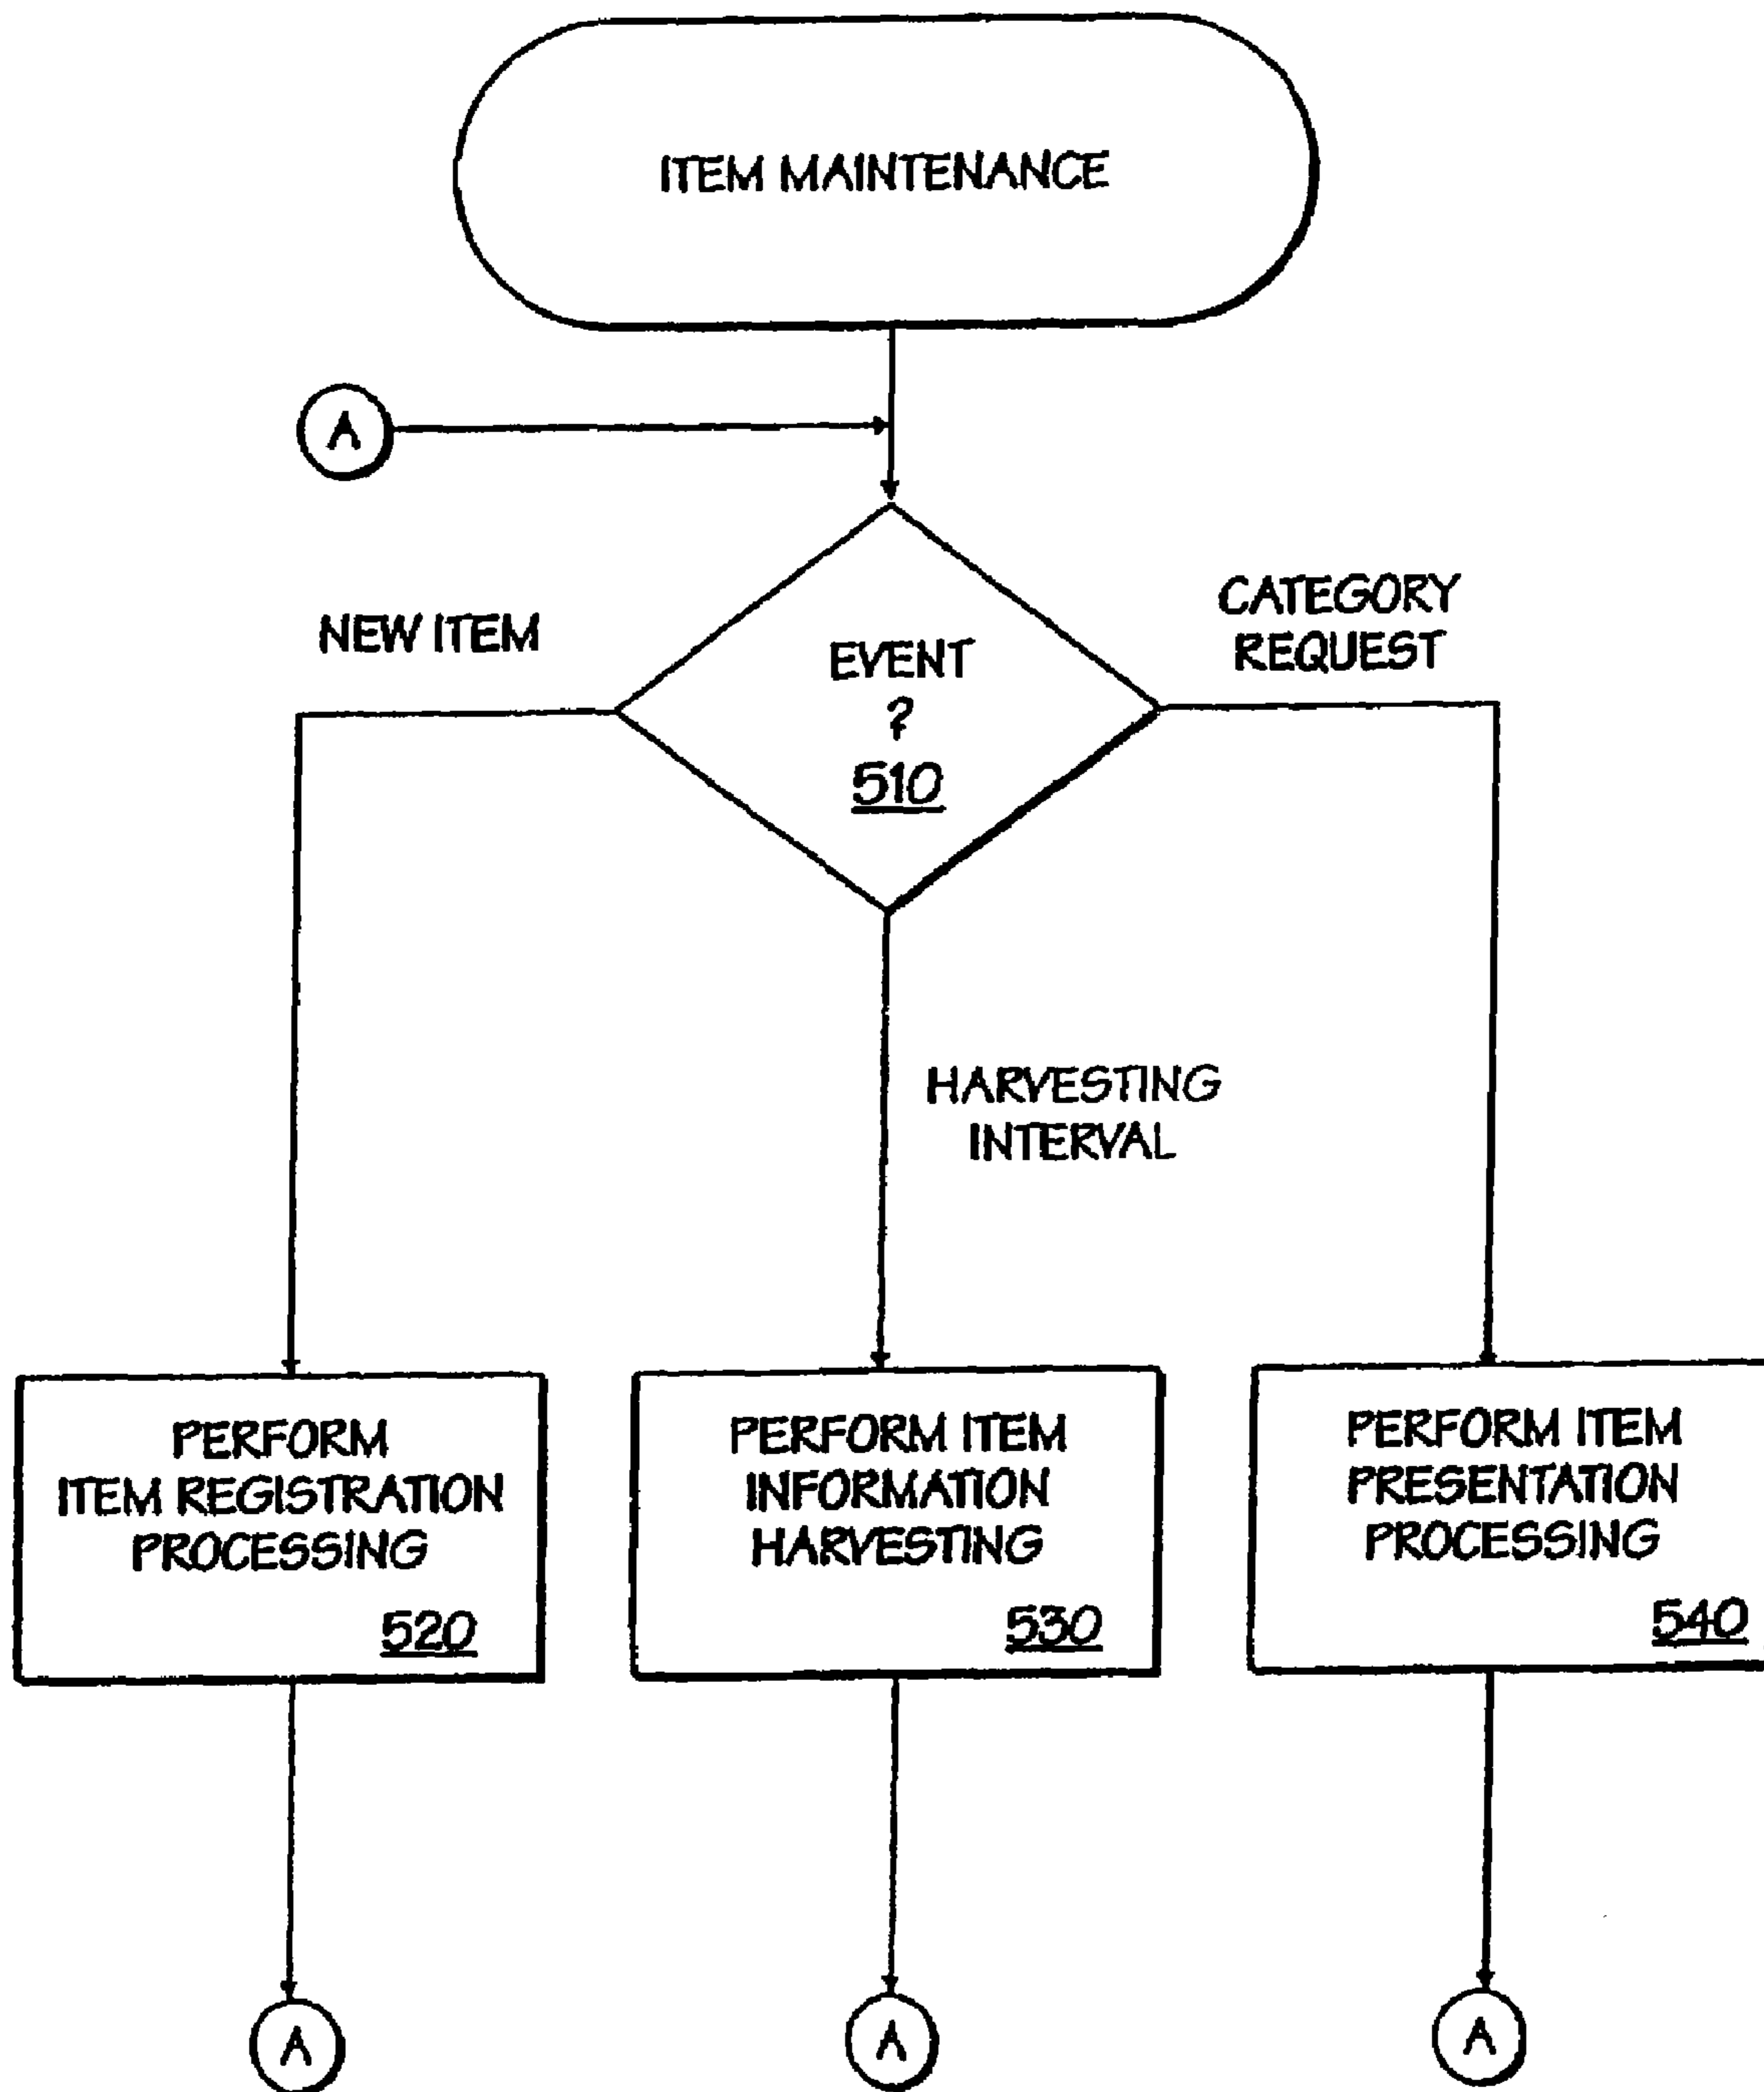 ITEM MAINTENANCE
A
NEW ITEM
EVENT
?
510
CATEGORY
REQUEST
HARVESTING
INTERVAL
PERFORM
ITEM REGISTRATION
PROCESSING
520
PERFORM ITEM
INFORMATION
HARVESTING
530
PERFORM ITEM
PRESENTATION
PROCESSING
540
A
A
A